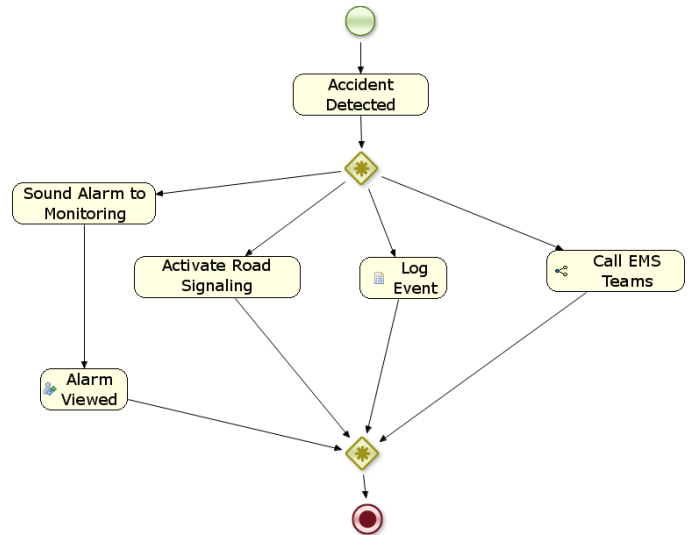 Accident
Detected
Sound Alarm to
Monitoring
Activate Road
Signaling
Log
Event
Call EMS
Teams
Alarm
Viewed